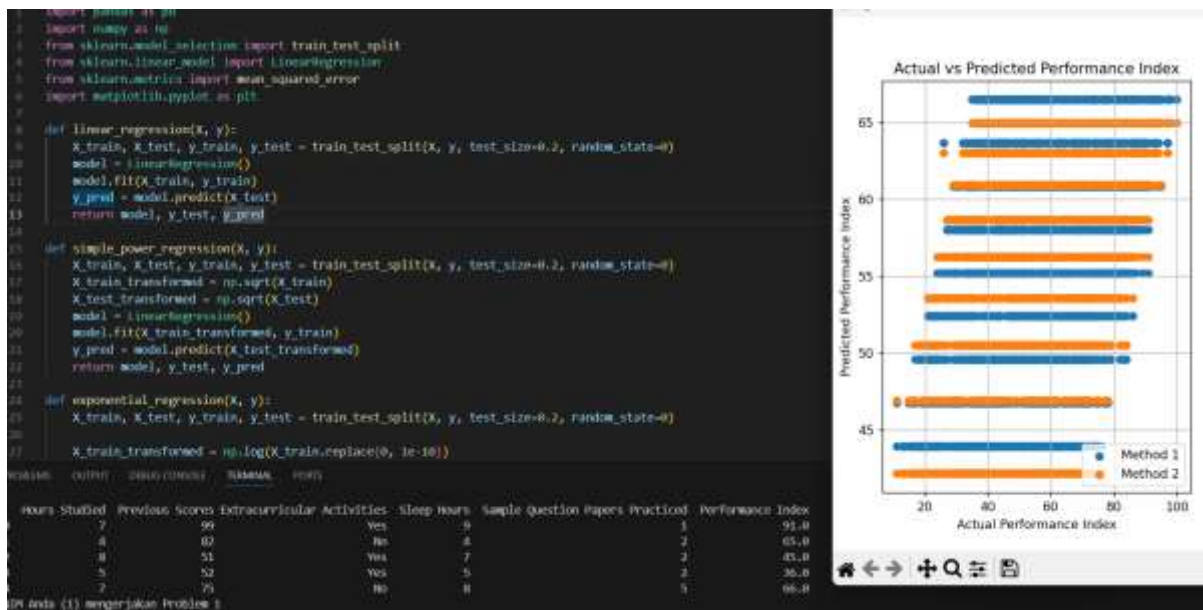 import pandas as pd
import numpy as np
from sklearn.model_selection import train_test_split
from sklearn.linear_model import LinearRegression
from sklearn.metrics import mean_squared_error
import matplotlib.pyplot as plt
def linear_regression(X, y):
X_train, X_test, y_train, y_test = train_test_split(X, y, test_size=0.2, random_state=0)
model = LinearRegression()
model.fit(X_train, y_train)
y_pred = model.predict(X_test)
13 return model, y_test, y_pred
def simple_power_regression(X, y):
X_train, X_test, y_train, y_test = train_test_split(X, y, test_size=0.2, random_state=0)
X_train_transformed = np.sqrt(X_train)
X_test_transformed = np.sqrt(X_test)
model = LinearRegression()
model.fit(X_train_transformed, y_train)
y_pred = model.predict(X_test_transformed)
return model, y_test, y_pred
def exponential_regression(X, y):
X_train, X_test, y_train, y_test = train_test_split(X, y, test_size=0.2, random_state=0)
X_train_transformed = np.log(X_train.replace(0, 1e-10))
PROBLEMS OUTPUT DEBUG CONSOLE TERMINAL PORTS
Hours Studied Previous Scores Extracurricular Activities Sleep Hours Sample Question Papers Practiced Performance Index
7 99 Yes 9 1 91.0
4 82 No 4 2 65.0
8 51 Yes 7 2 45.0
5 52 Yes 5 2 36.0
7 75 No 8 5 66.0
NIM Anda (1) mengerjakan Problem 1
Actual vs Predicted Performance Index
Predicted Performance Index
65
60
55
50
45
Method 1
Method 2
20 40 60 80 100
Actual Performance Index